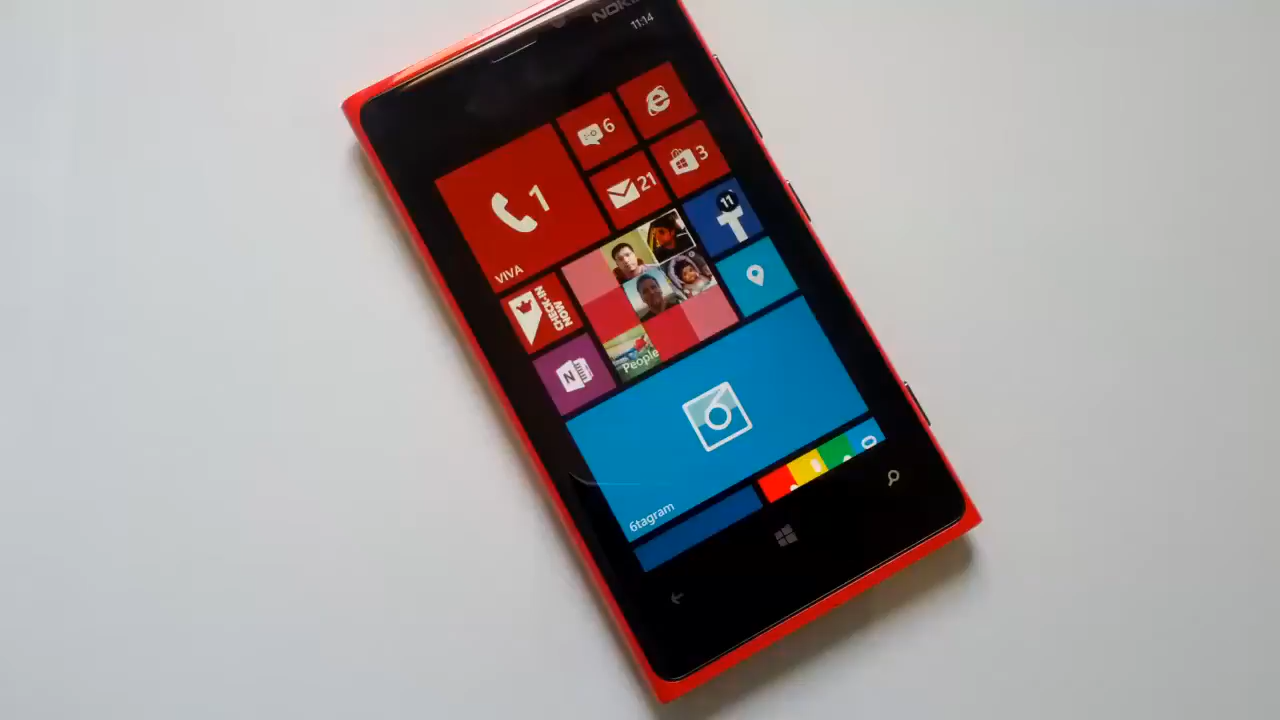 NOKIA
11:14
6
3
1
21
11
VIVA
CHECK-IN
NOW
N
People
6tagram